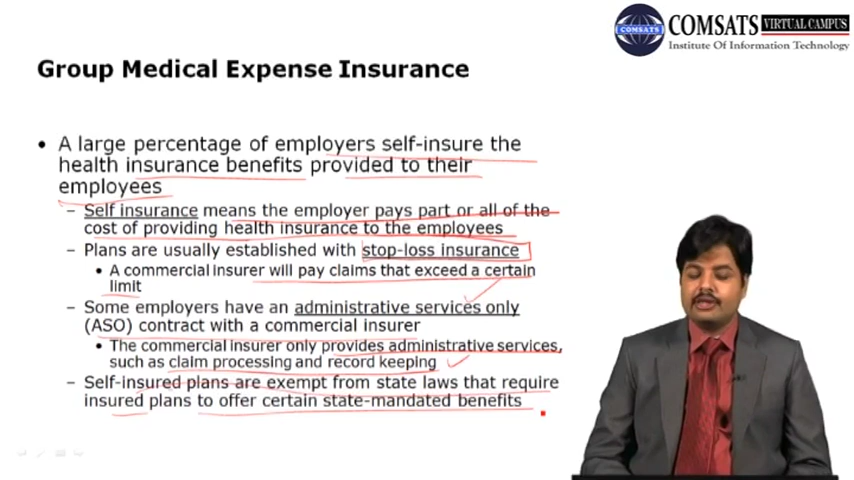 COMSATS VIRTUAL CAMPUS
Institute Of Information Technology
Group Medical Expense Insurance
• A large percentage of employers self-insure the
health insurance benefits provided to their
employees
– Self insurance means the employer pays part or all of the
cost of providing health insurance to the employees
– Plans are usually established with stop-loss insurance
• A commercial insurer will pay claims that exceed a certain
limit
– Some employers have an administrative services only
(ASO) contract with a commercial insurer
• The commercial insurer only provides administrative services,
such as claim processing and record keeping
– Self-insured plans are exempt from state laws that require
insured plans to offer certain state-mandated benefits